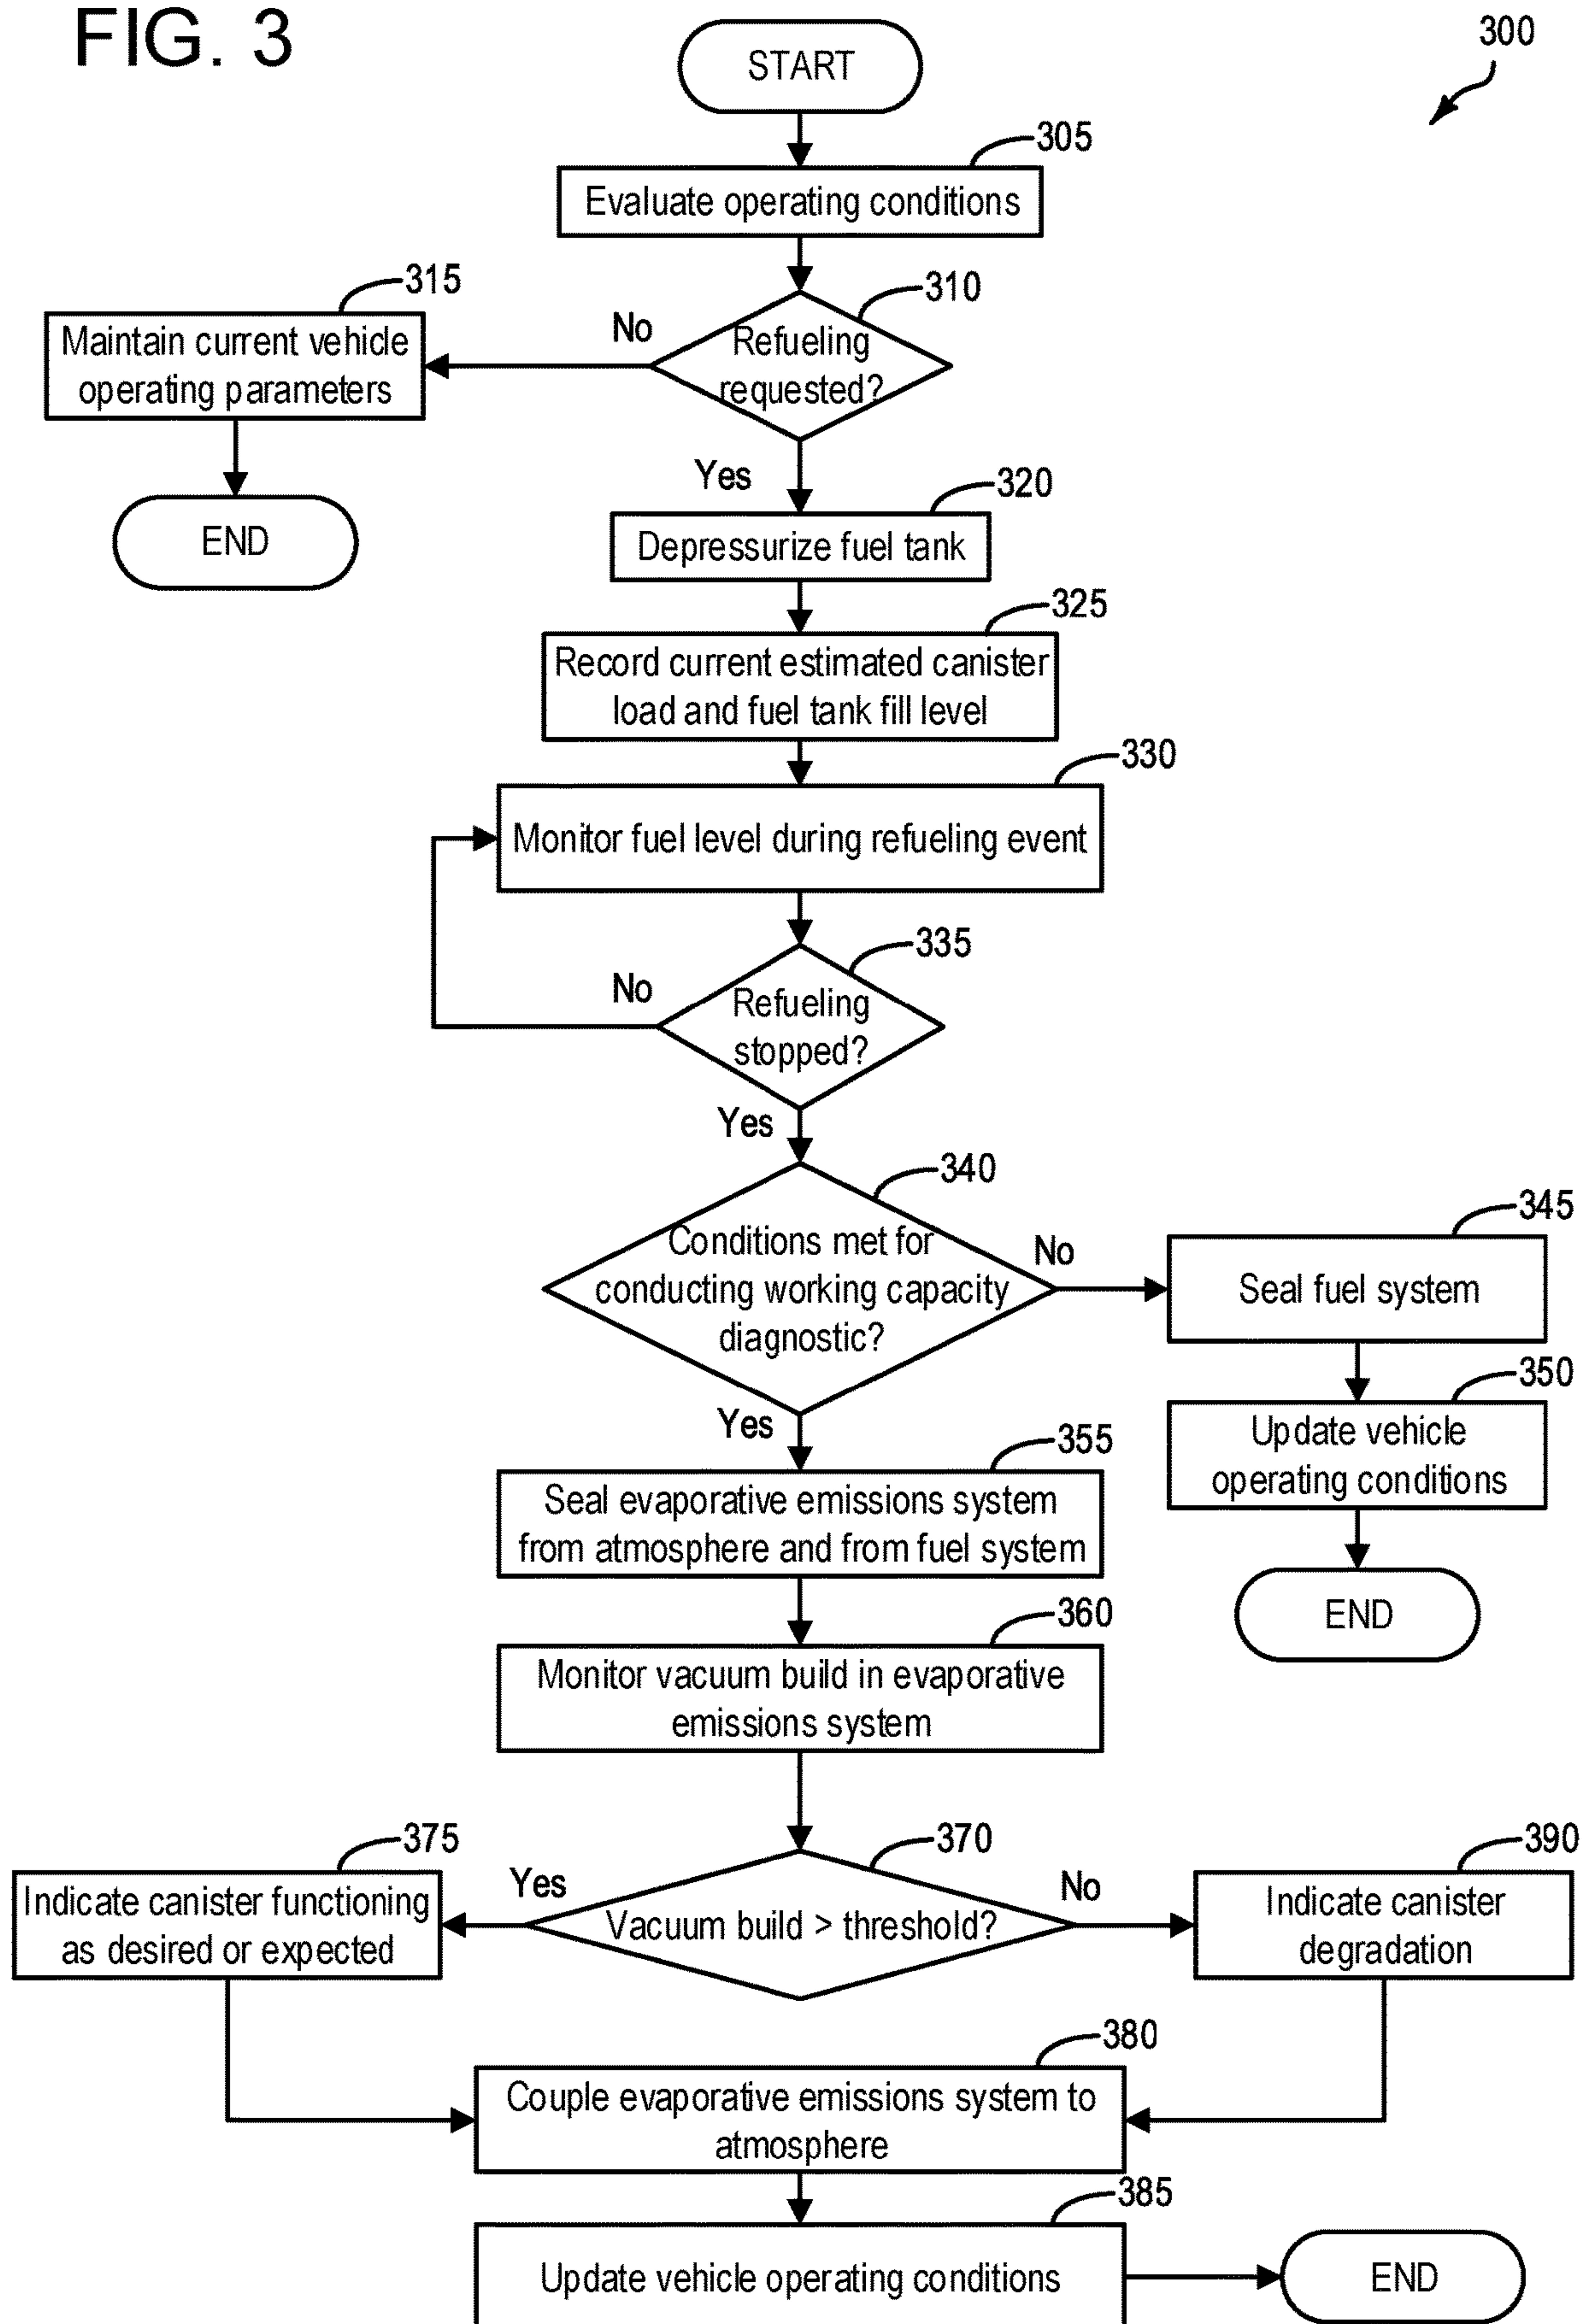 FIG. 3
300
START
305
Evaluate operating conditions
310
Refueling
requested?
No
315
Maintain current vehicle
operating parameters
END
Yes
320
Depressurize fuel tank
325
Record current estimated canister
load and fuel tank fill level
330
Monitor fuel level during refueling event
335
Refueling
stopped?
No
Yes
340
Conditions met for
conducting working capacity
diagnostic?
No
345
Seal fuel system
350
Update vehicle
operating conditions
END
Yes
355
Seal evaporative emissions system
from atmosphere and from fuel system
360
Monitor vacuum build in evaporative
emissions system
370
Vacuum build > threshold?
Yes
375
Indicate canister functioning
as desired or expected
No
390
Indicate canister
degradation
380
Couple evaporative emissions system to
atmosphere
385
Update vehicle operating conditions
END